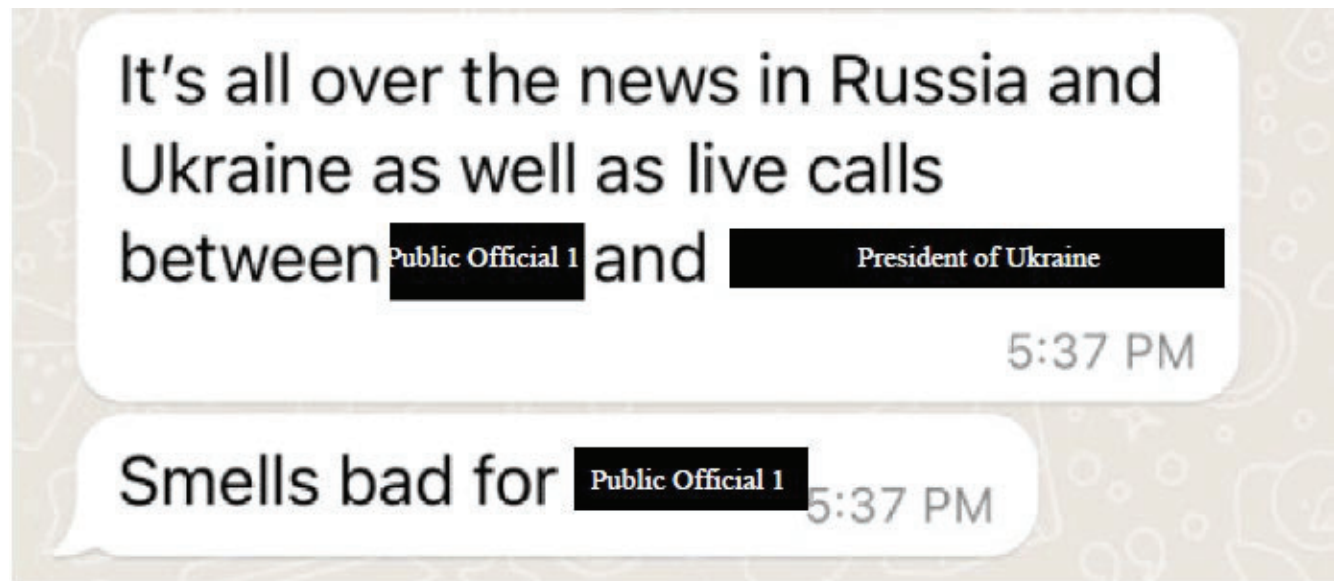 It’s all over the news in Russia and
Ukraine as well as live calls
between Public Official 1 and President of Ukraine
5:37 PM
Smells bad for Public Official 1 5:37 PM